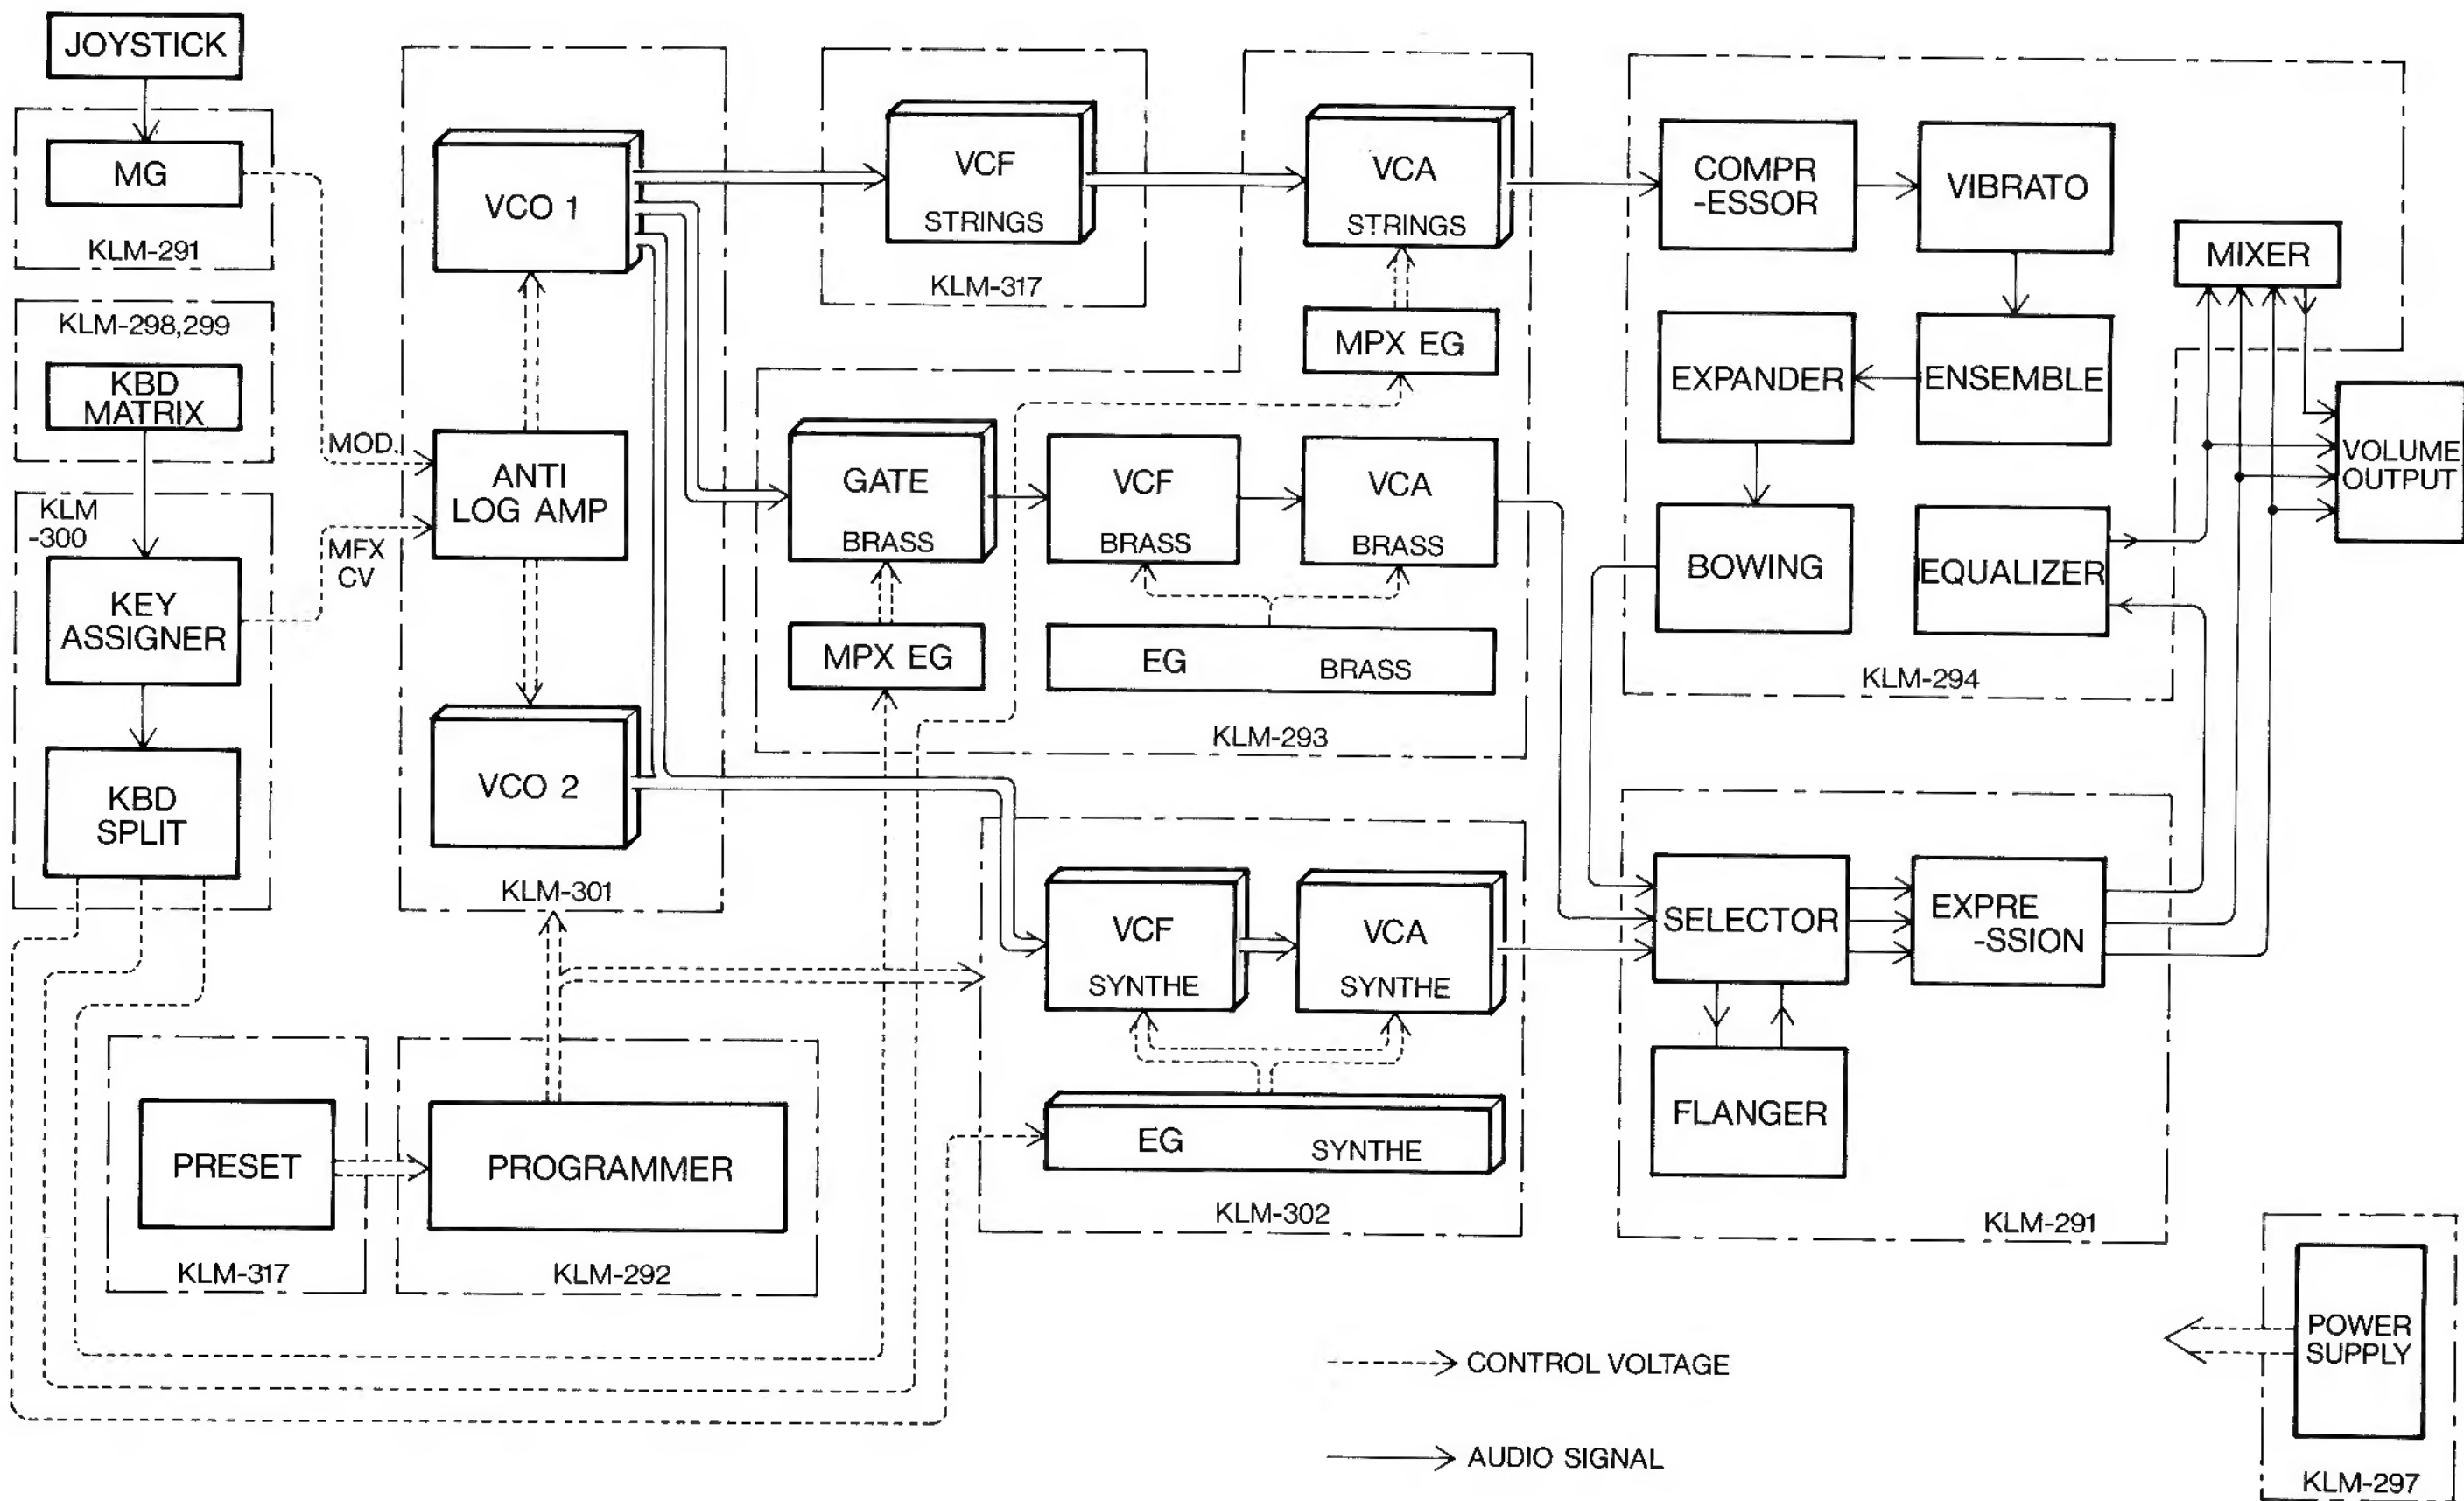 JOYSTICK
MG
KLM-291
KLM-298,299
KBD
MATRIX
KLM
-300
KEY
ASSIGNER
KBD
SPLIT
MOD.
MFX
CV
VCO 1
ANTI
LOG AMP
VCO 2
KLM-301
VCF
STRINGS
KLM-317
VCA
STRINGS
MPX EG
GATE
BRASS
VCF
BRASS
VCA
BRASS
MPX EG
EG BRASS
KLM-293
COMPR
-ESSOR
VIBRATO
EXPANDER
ENSEMBLE
BOWING
EQUALIZER
KLM-294
MIXER
VOLUME
OUTPUT
VCF
SYNTHE
VCA
SYNTHE
EG SYNTHE
KLM-302
SELECTOR
EXPRE
-SSION
FLANGER
KLM-291
PRESET
KLM-317
PROGRAMMER
KLM-292
CONTROL VOLTAGE
AUDIO SIGNAL
POWER
SUPPLY
KLM-297